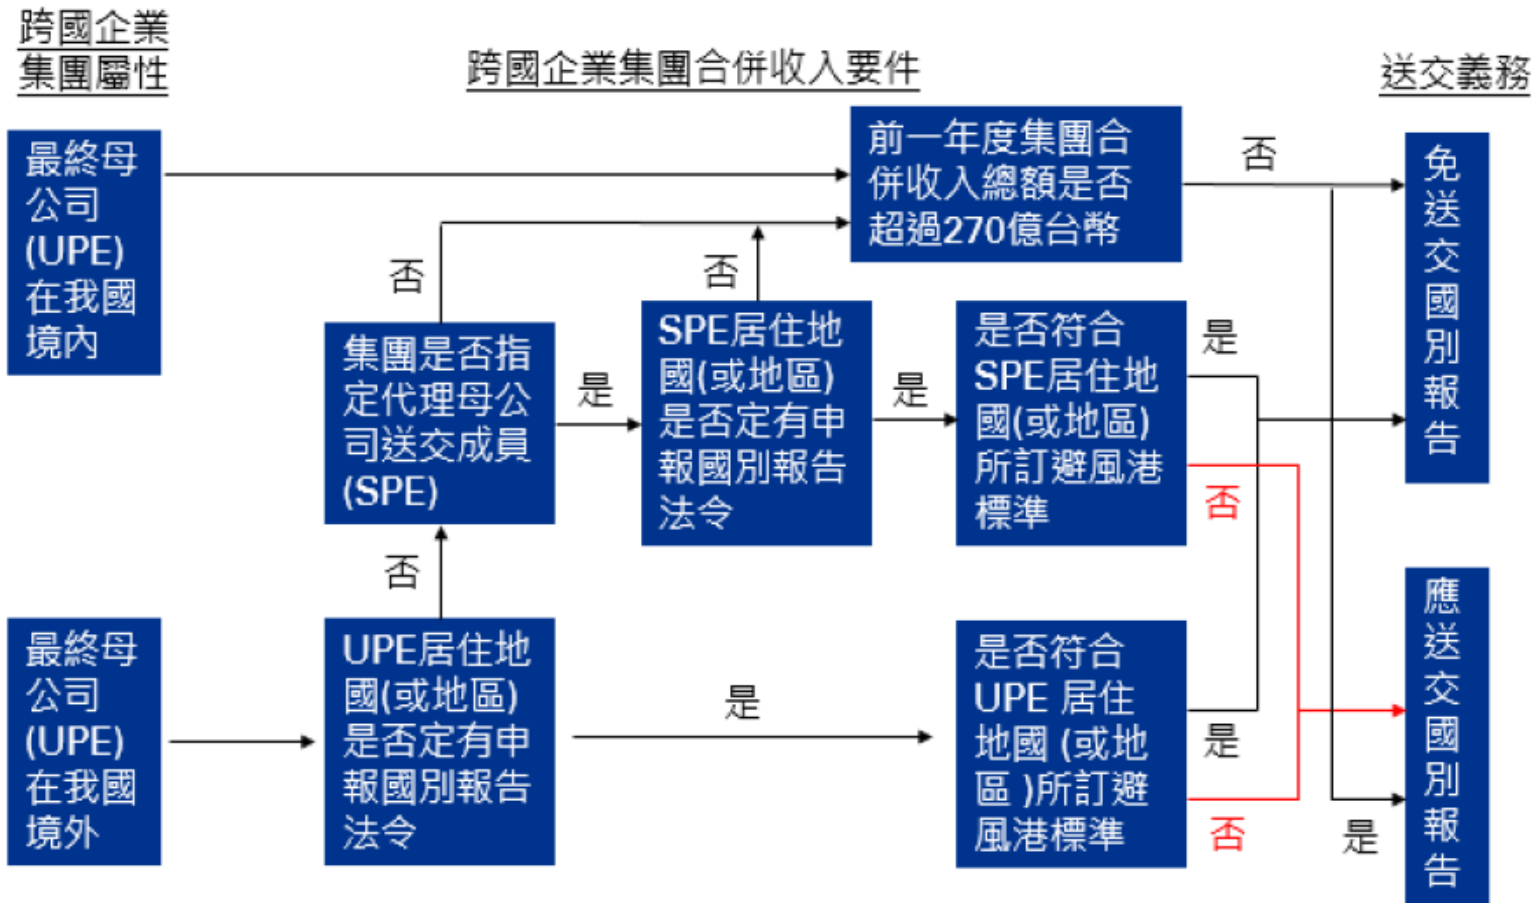 跨國企業
集團屬性
跨國企業集團合併收入要件
送交義務
最終母
公司
(UPE)
在我國
境內
前一年度集團合
併收入總額是否
超過270億台幣
否
免
送
交
國
別
報
告
否
否
集團是否指
定代理母公
司送交成員
(SPE)
是
SPE居住地
國(或地區)
是否定有申
報國別報告
法令
是
是否符合
SPE居住地
國(或地區)
所訂避風港
標準
是
否
否
最終母
公司
(UPE)
在我國
境外
UPE居住地
國(或地區)
是否定有申
報國別報告
法令
是
是否符合
UPE 居住
地國 (或地
區 )所訂避
風港標準
是
否
是
應
送
交
國
別
報
告